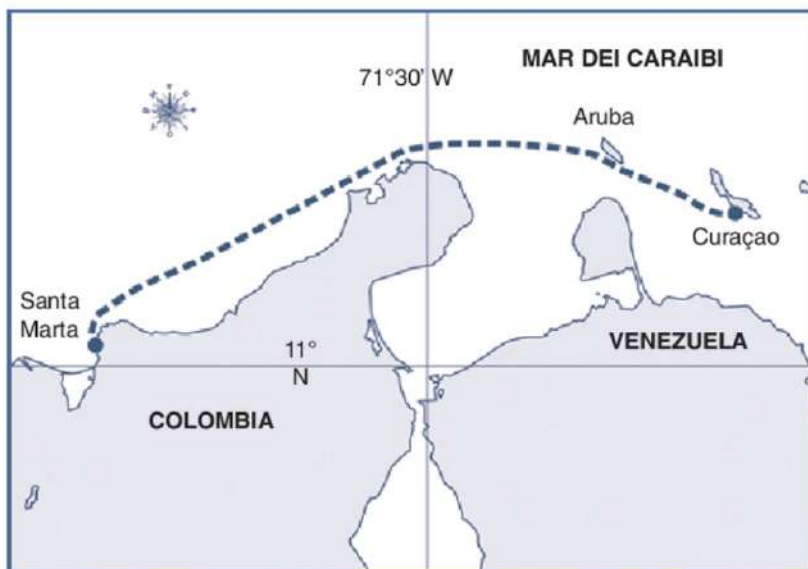 MAR DEI CARAIBI
71°30' W
Aruba
Curaçao
Santa
Marta
11°
N
VENEZUELA
COLOMBIA